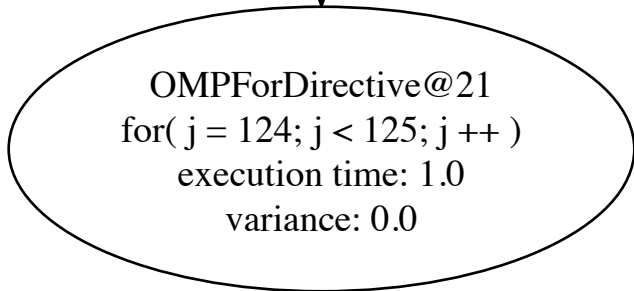 OMPForDirective@21
for( j = 124; j < 125; j ++ )
execution time: 1.0
variance: 0.0